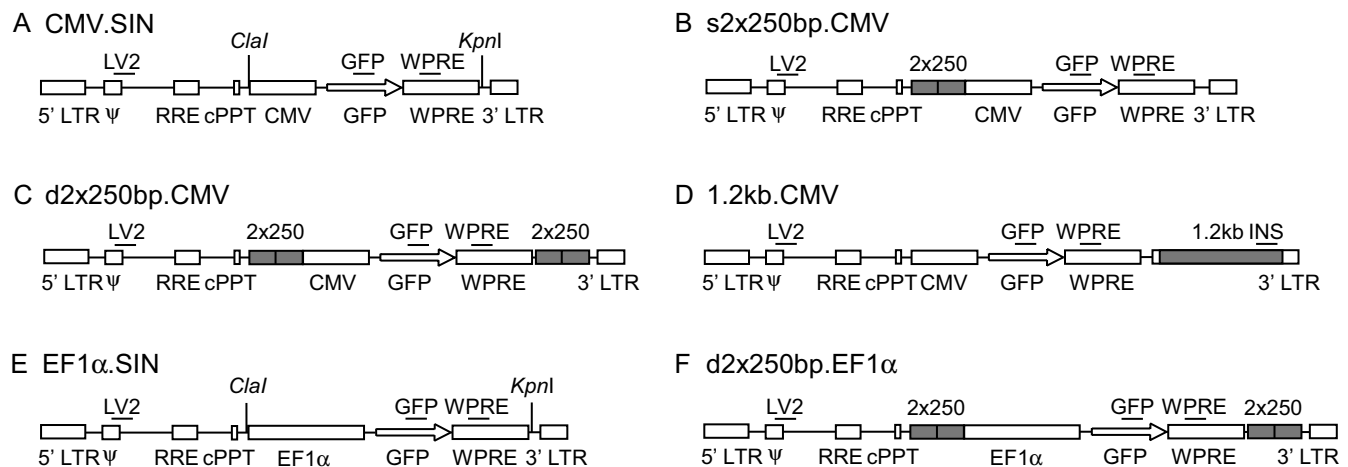 A CMV.SIN
ClaI
KpnI
LV2
GFP
WPRE
5’ LTR ψ RRE cPPT CMV GFP WPRE 3’ LTR
B s2x250bp.CMV
LV2
2x250
GFP
WPRE
5’ LTR ψ RRE cPPT CMV GFP WPRE 3’ LTR
C d2x250bp.CMV
LV2
2x250
GFP
WPRE
2x250
5’ LTR ψ RRE cPPT CMV GFP WPRE 3’ LTR
D 1.2kb.CMV
LV2
GFP
WPRE
1.2kb INS
5’ LTR ψ RRE cPPT CMV GFP WPRE 3’ LTR
E EF1α.SIN
ClaI
KpnI
LV2
GFP
WPRE
5’ LTR ψ RRE cPPT EF1α GFP WPRE 3’ LTR
F d2x250bp.EF1α
LV2
2x250
GFP
WPRE
2x250
5’ LTR ψ RRE cPPT EF1α GFP WPRE 3’ LTR